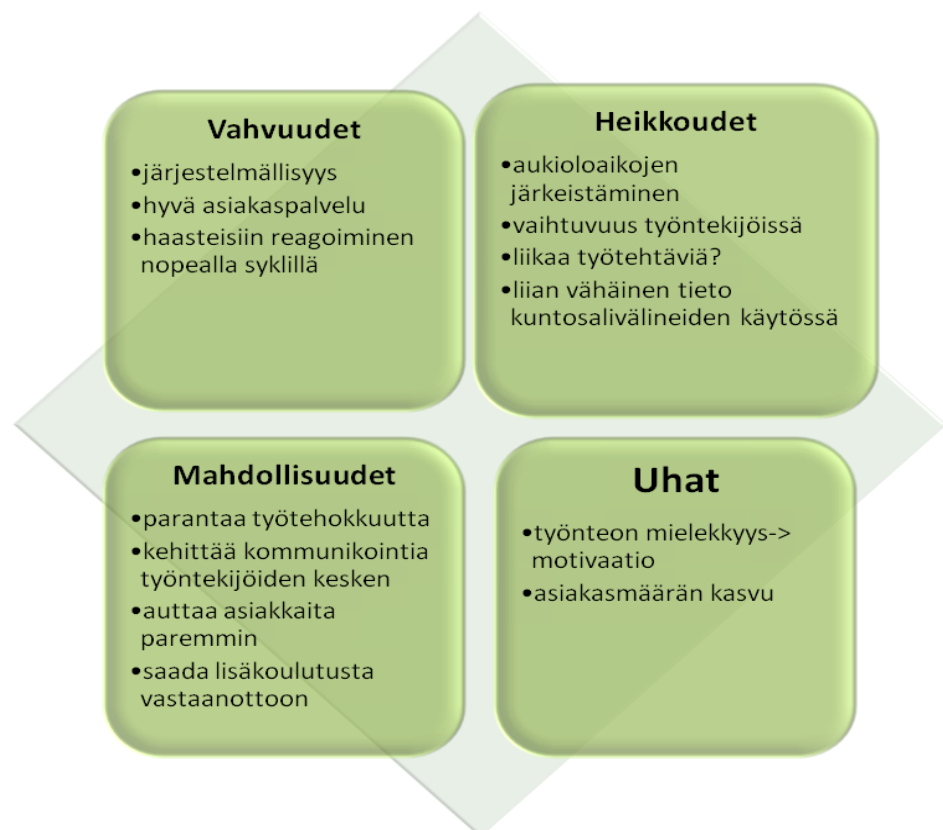 Vahvuudet
•järjestelmällisyys
•hyvä asiakaspalvelu
•haasteisiin reagoiminen
nopealla syklillä
Heikkoudet
•aukioloaikojen
järkeistäminen
•vaihtuvuus työntekijöissä
•liikaa työtehtäviä?
•liian vähäinen tieto
kuntosalivälineiden käytössä
Mahdollisuudet
•parantaa työtehokkuutta
•kehittää kommunikointia
työntekijöiden kesken
•auttaa asiakkaita
paremmin
•saada lisäkoulutusta
vastaanottoon
Uhat
•työnteon mielekkyys->
motivaatio
•asiakasmäärän kasvu